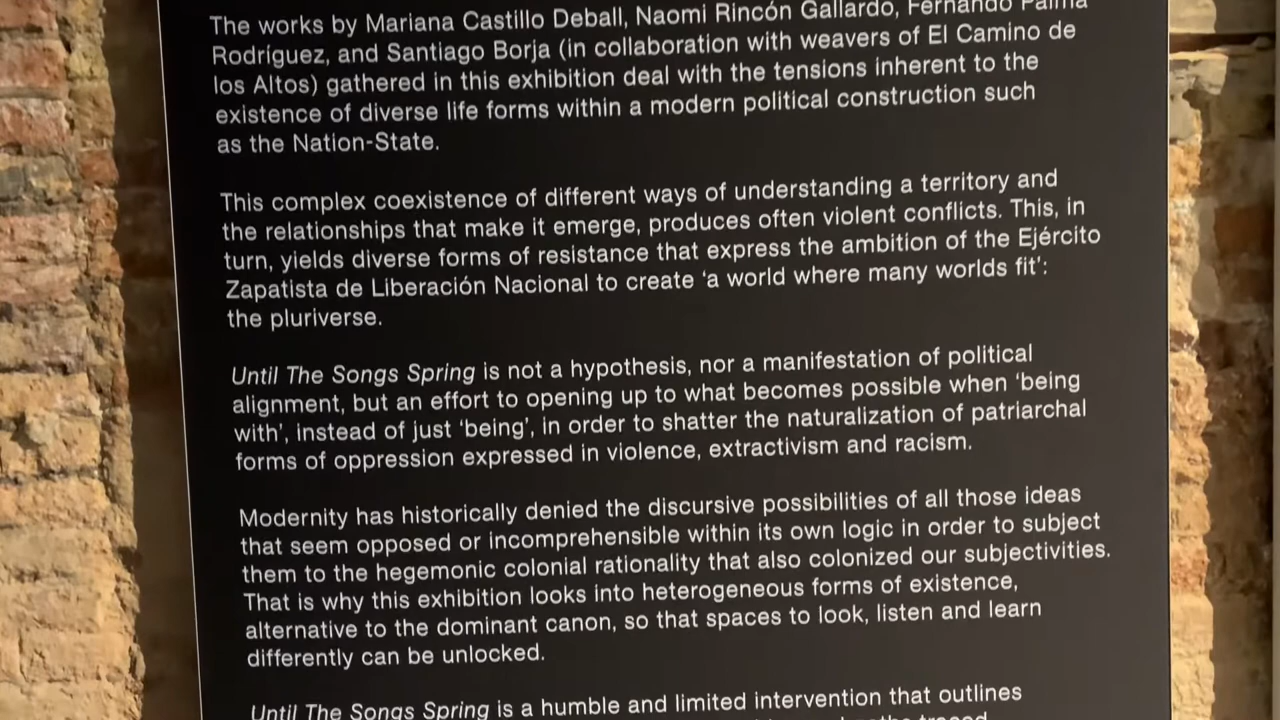 The works by Mariana Castillo Deball, Naomi Rincón Gallardo, Fernando Palma
Rodríguez, and Santiago Borja (in collaboration with weavers of El Camino de
los Altos) gathered in this exhibition deal with the tensions inherent to the
existence of diverse life forms within a modern political construction such
as the Nation-State.
This complex coexistence of different ways of understanding a territory and
the relationships that make it emerge, produces often violent conflicts. This, in
turn, yields diverse forms of resistance that express the ambition of the Ejército
Zapatista de Liberación Nacional to create ‘a world where many worlds fit’:
the pluriverse.
Until The Songs Spring is not a hypothesis, nor a manifestation of political
alignment, but an effort to opening up to what becomes possible when ‘being
with’, instead of just ‘being’, in order to shatter the naturalization of patriarchal
forms of oppression expressed in violence, extractivism and racism.
Modernity has historically denied the discursive possibilities of all those ideas
that seem opposed or incomprehensible within its own logic in order to subject
them to the hegemonic colonial rationality that also colonized our subjectivities.
That is why this exhibition looks into heterogeneous forms of existence,
alternative to the dominant canon, so that spaces to look, listen and learn
differently can be unlocked.
Until The Songs Spring is a humble and limited intervention that outlines